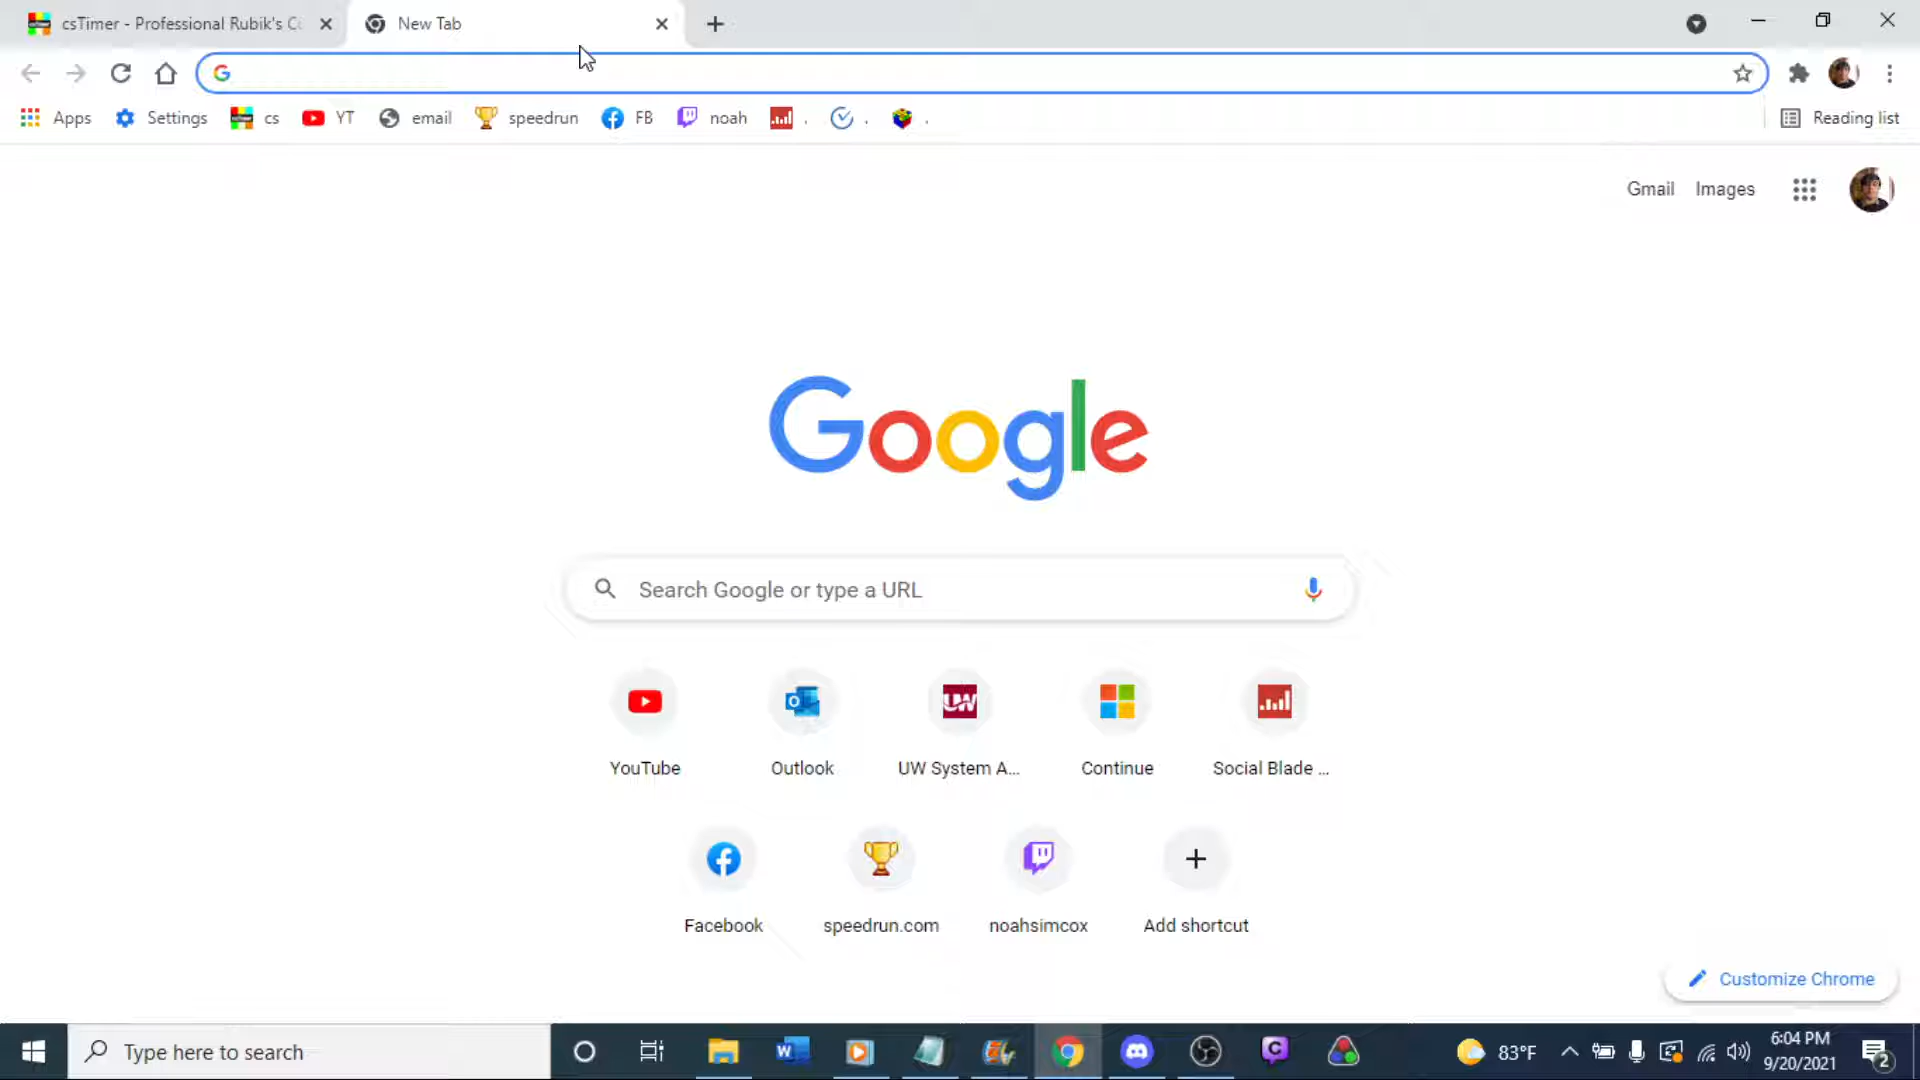 csTimer - Professional Rubik's C
New Tab
Apps Settings cs YT email speedrun FB noah . . .
Reading list
Gmail Images
Google
Search Google or type a URL
YouTube Outlook UW System A... Continue Social Blade ...
Facebook speedrun.com noahsimcox Add shortcut
Customize Chrome
Type here to search
83°F
6:04 PM
9/20/2021
2